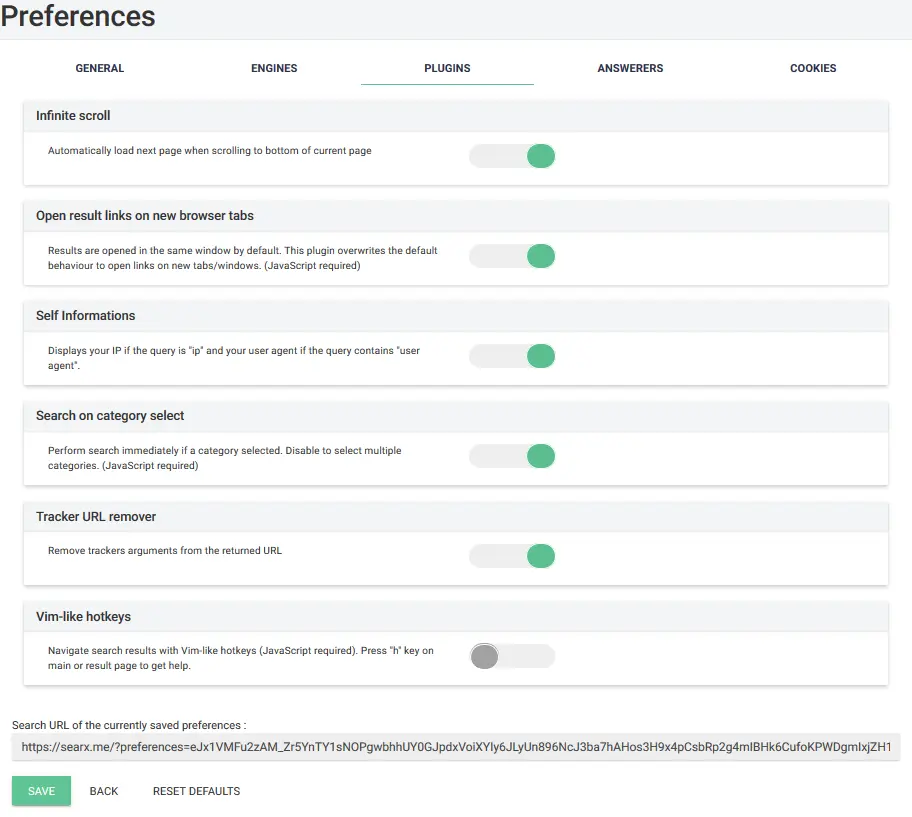 Preferences
GENERAL ENGINES PLUGINS ANSWERERS COOKIES
Infinite scroll
Automatically load next page when scrolling to bottom of current page
Open result links on new browser tabs
Results are opened in the same window by default. This plugin overwrites the default
behaviour to open links on new tabs/windows. (JavaScript required)
Self Informations
Displays your IP if the query is "ip" and your user agent if the query contains "user
agent".
Search on category select
Perform search immediately if a category selected. Disable to select multiple
categories. (JavaScript required)
Tracker URL remover
Remove trackers arguments from the returned URL
Vim-like hotkeys
Navigate search results with Vim-like hotkeys (JavaScript required). Press "h" key on
main or result page to get help.
Search URL of the currently saved preferences :
https://searx.me/?preferences=eJx1VMFu2zAM_Zr5YnTY1sNOPgwbhhUY0GJpdxVoiXYIy6JLyUn896NcJ3ba7hAHos3H9x4pCsbRp2g4mIBHk6CufoKPWDgmIxjZH1
SAVE BACK RESET DEFAULTS